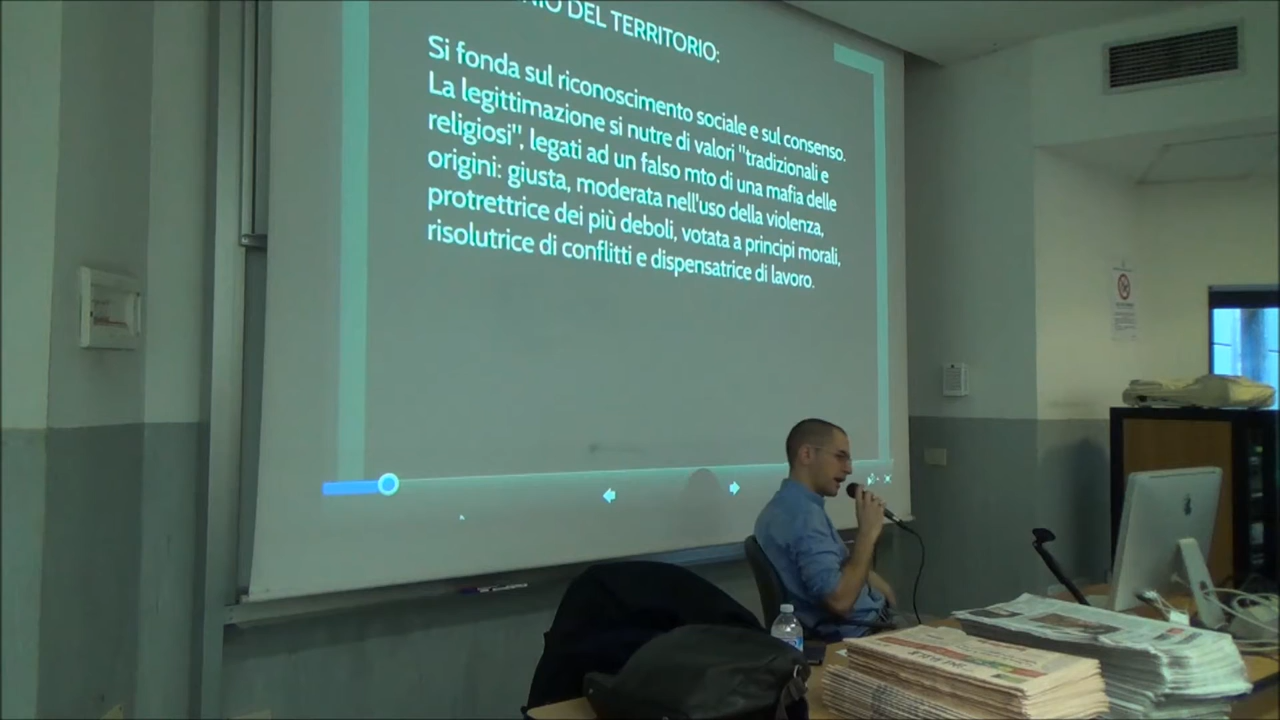 DEL TERRITORIO:
Si fonda sul riconoscimento sociale e sul consenso.
La legittimazione si nutre di valori "tradizionali e
religiosi", legati ad un falso mto di una mafia delle
origini: giusta, moderata nell'uso della violenza,
protrettrice dei più deboli, votata a principi morali,
risolutrice di conflitti e dispensatrice di lavoro.